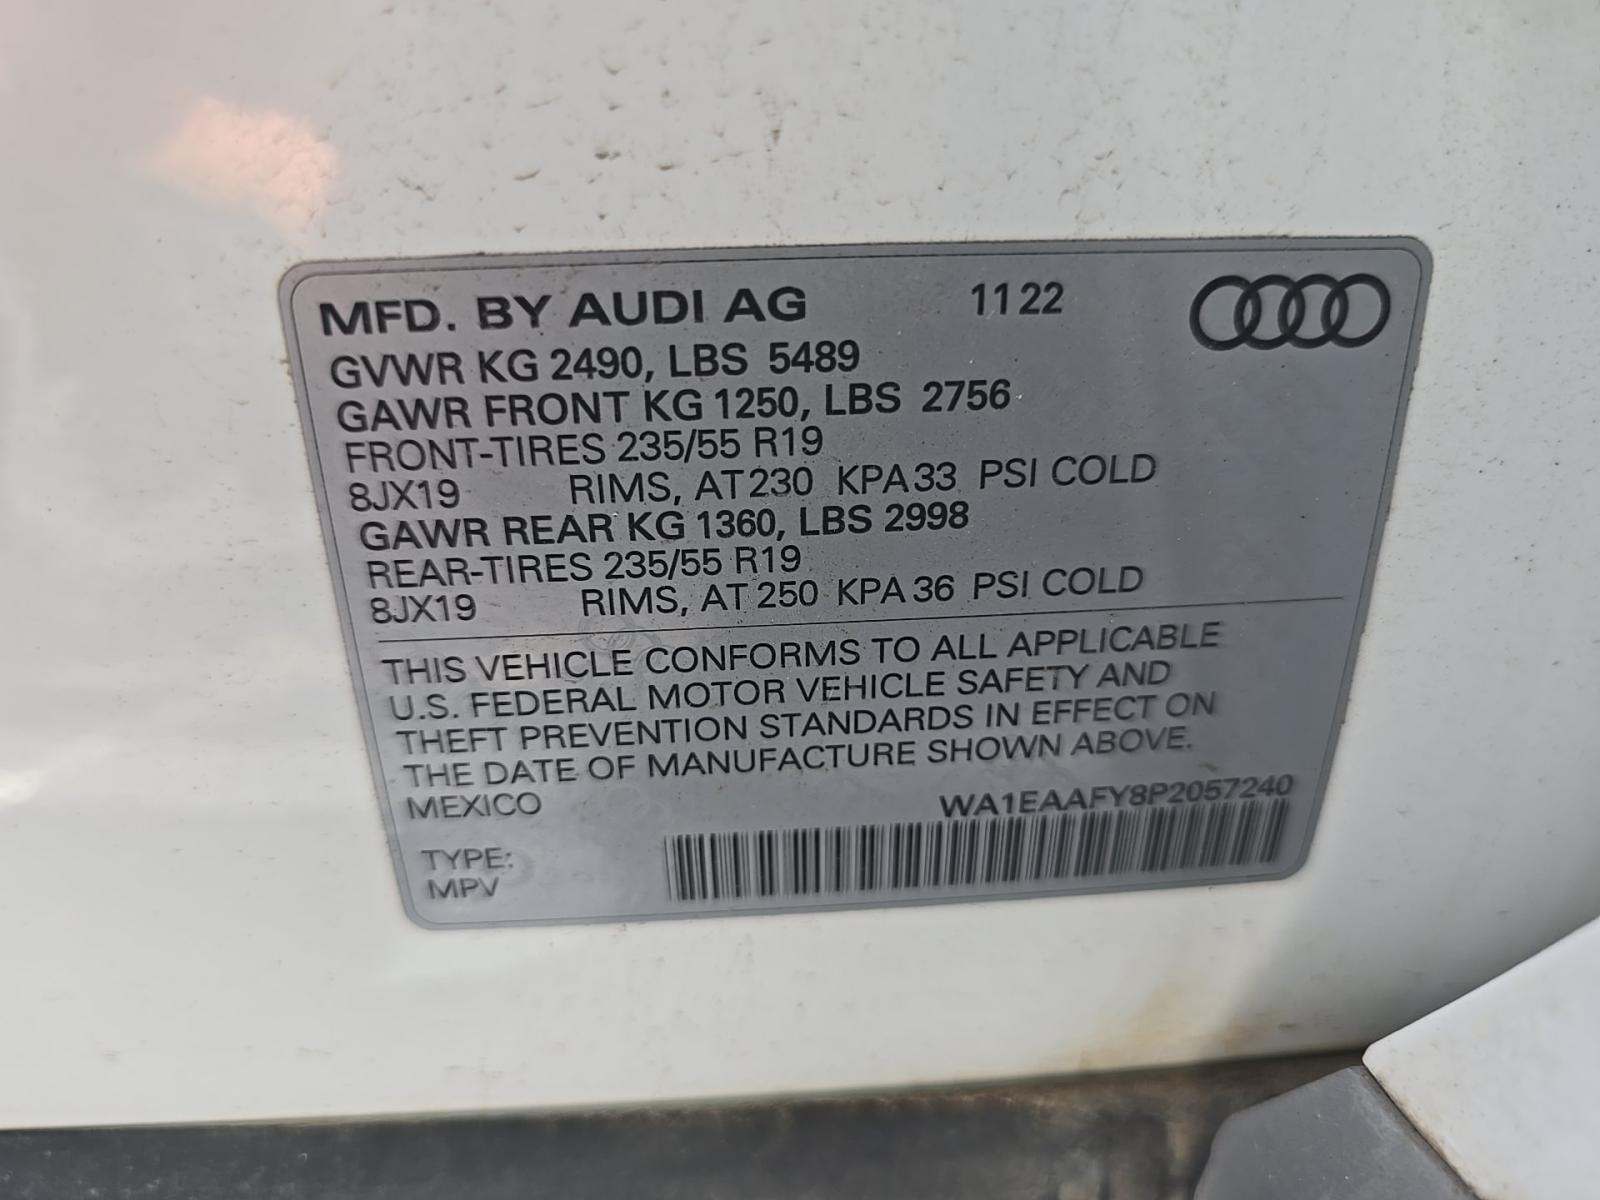 MFD. BY AUDI AG 11 22
GVWR KG 2490, LBS 5489
GAWR FRONT KG 1250, LBS 2756
FRONT-TIRES 235/55 R19
8JX19 RIMS, AT 230 KPA 33 PSI COLD
GAWR REAR KG 1360, LBS 2998
REAR-TIRES 235/55 R19
8JX19 RIMS, AT 250 KPA 36 PSI COLD
THIS VEHICLE CONFORMS TO ALL APPLICABLE
U.S. FEDERAL MOTOR VEHICLE SAFETY AND
THEFT PREVENTION STANDARDS IN EFFECT ON
THE DATE OF MANUFACTURE SHOWN ABOVE.
MEXICO WA1EAAFY8P2057240
TYPE:
MPV